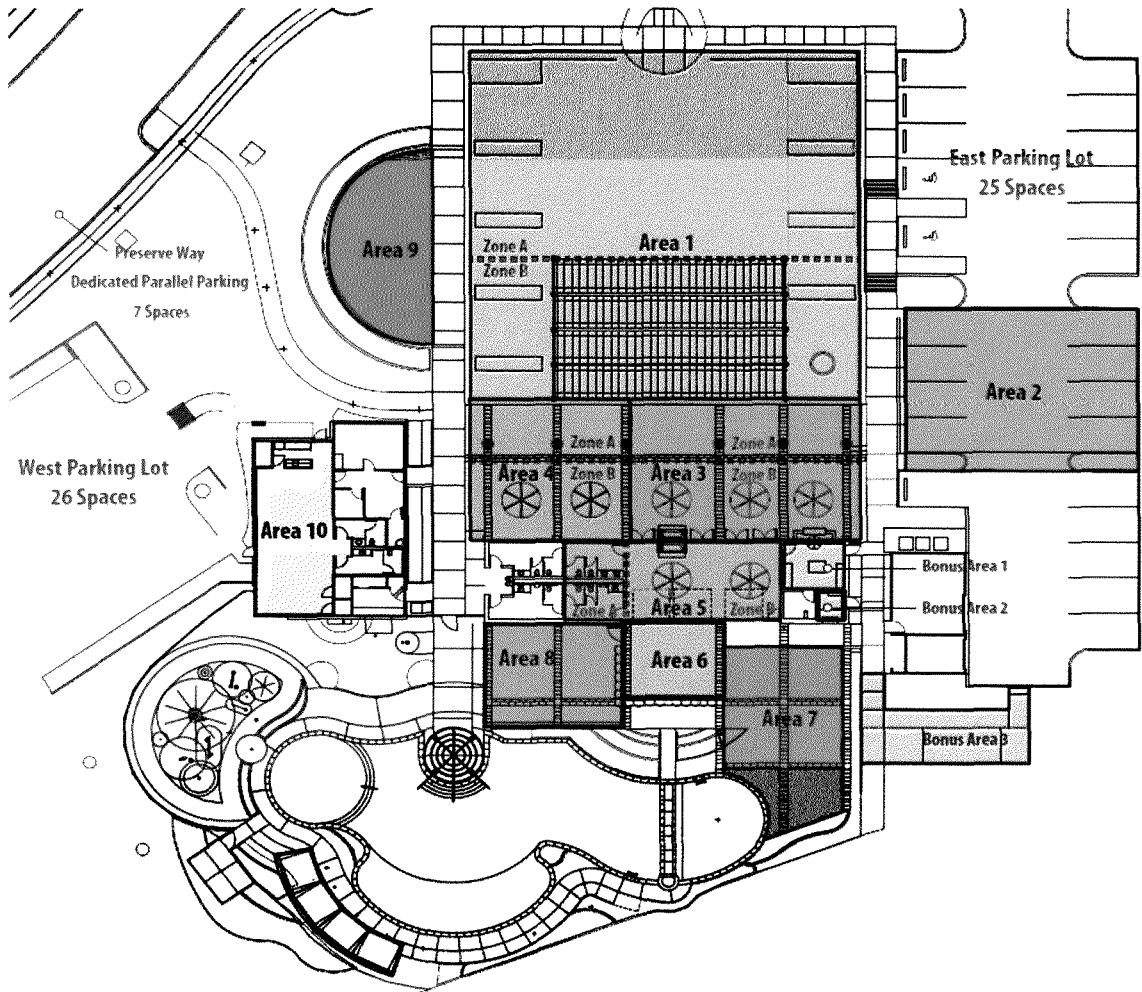 East Parking Lot
25 Spaces
Area 1
Zone A
Zone B
Area 9
Preserve Way
Dedicated Parallel Parking
7 Spaces
Area 2
Zone A
Zone A
Area 4
Zone B
Area 3
Zone B
West Parking Lot
26 Spaces
Area 10
Bonus Area 1
Zone A
Area 5
Zone B
Bonus Area 2
Area 8
Area 6
Area 7
Bonus Area 3